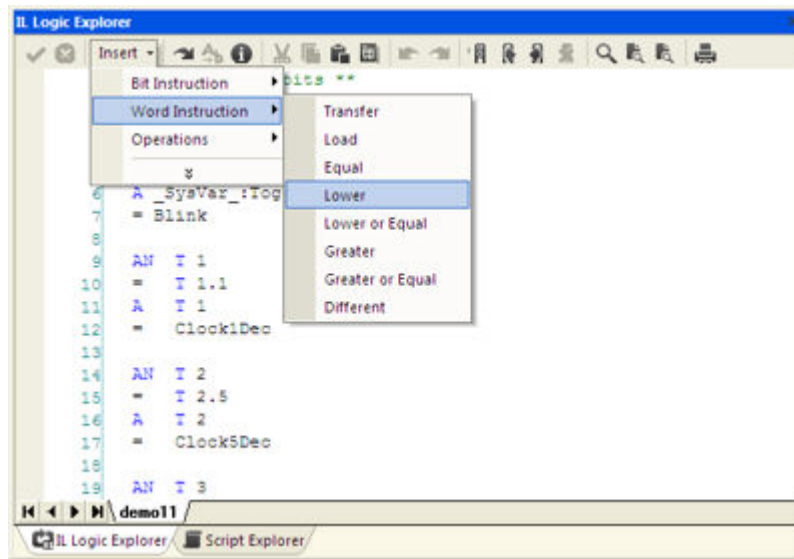 IL Logic Explorer
Insert
Bit Instruction
bits **
Word Instruction
Operations
Transfer
Load
Equal
Lower
Lower or Equal
Greater
Greater or Equal
Different
6 A _SysVar_:Tog
7 = Blink
8
9 AN T 1
10 = T 1.1
11 A T 1
12 = Clock1Dec
13
14 AN T 2
15 = T 2.5
16 A T 2
17 = Clock5Dec
18
19 AN T 3
demo11
IL Logic Explorer Script Explorer